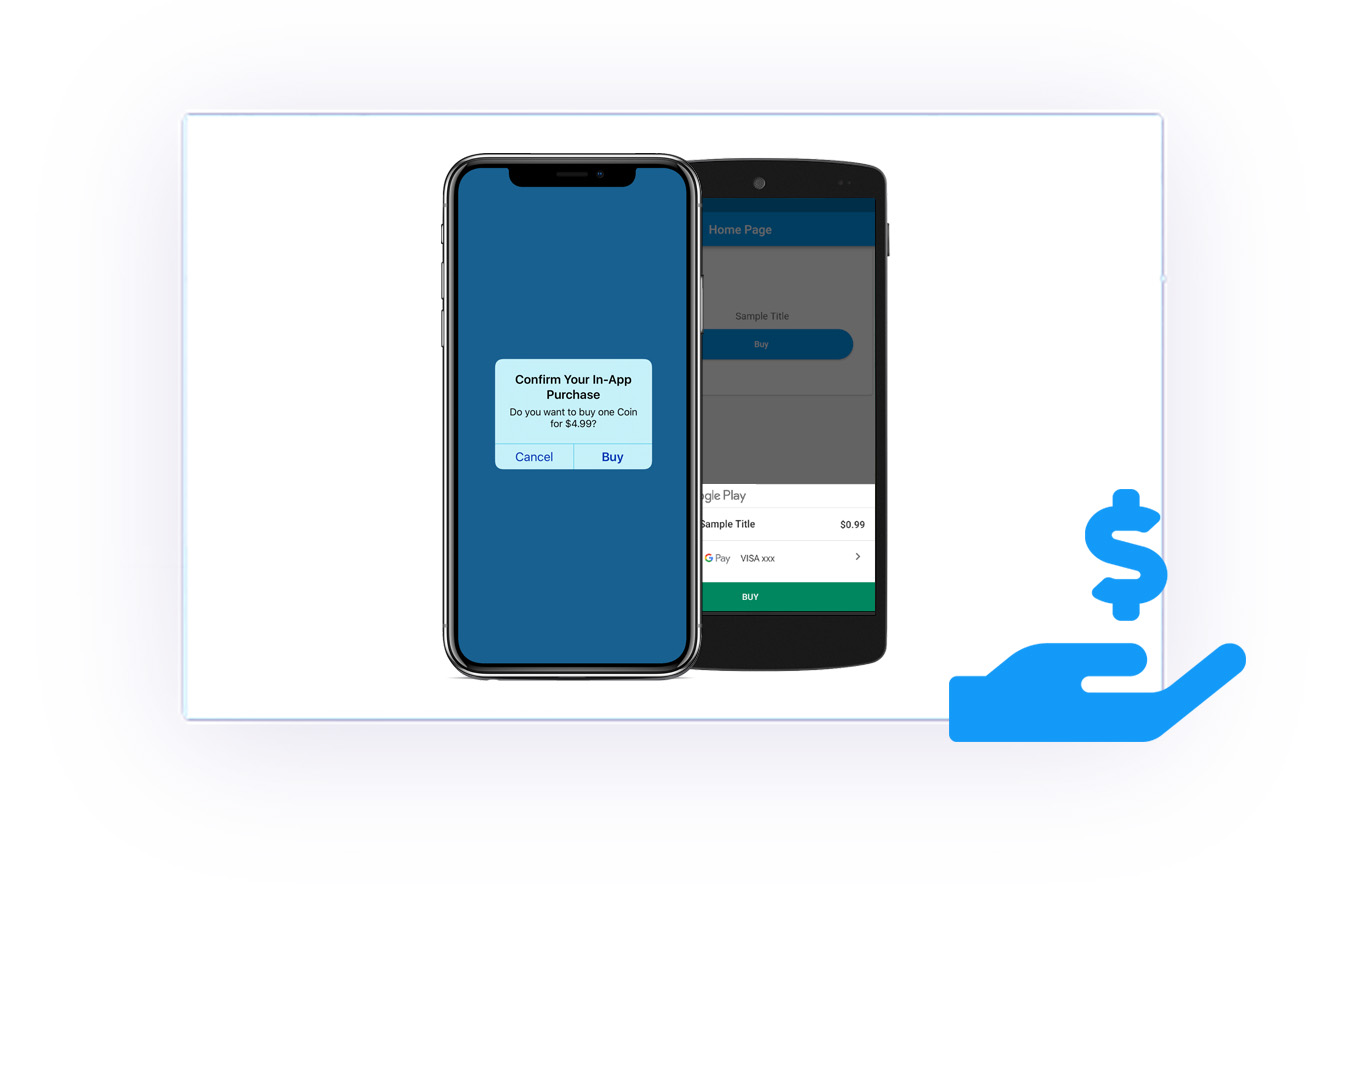 Confirm Your In-App
Purchase
Do you want to buy one Coin
for $4.99?
Cancel
Buy
Home Page
Sample Title
Buy
gle Play
Sample Title
$0.99
G Pay
VISA xxx
BUY
$